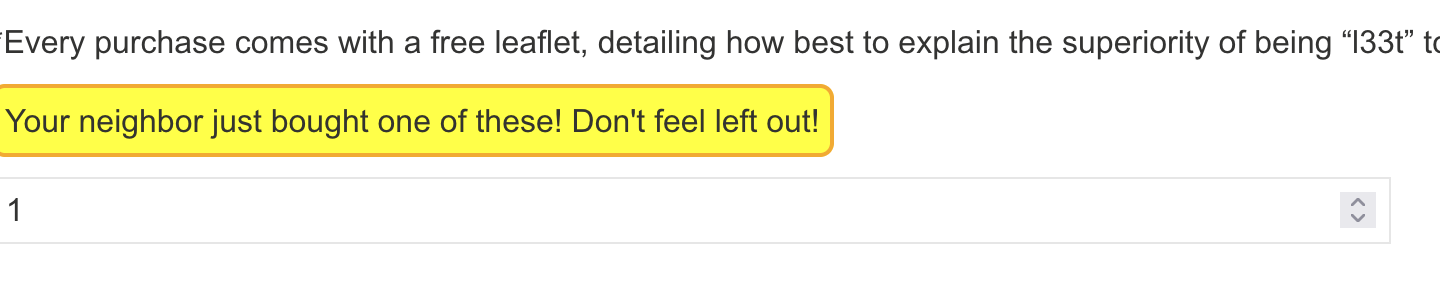 *Every purchase comes with a free leaflet, detailing how best to explain the superiority of being “l33t” to
Your neighbor just bought one of these! Don't feel left out!
1